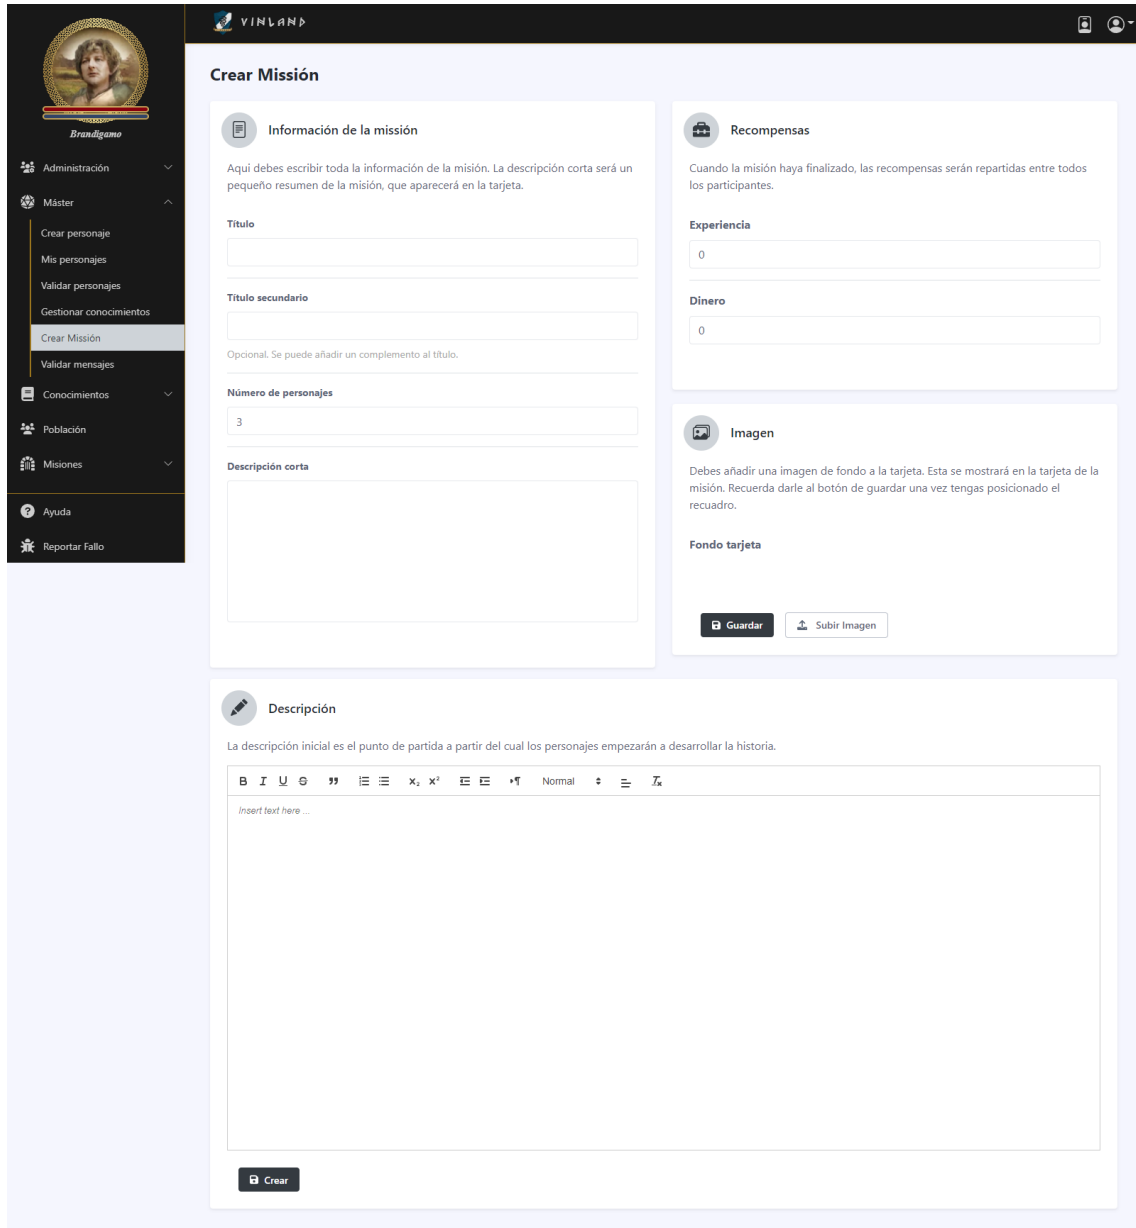 VINLAND
Brandigamo
Administración
Máster
Crear personaje
Mis personajes
Validar personajes
Gestionar conocimientos
Crear Missión
Validar mensajes
Conocimientos
Población
Misiones
Ayuda
Reportar Fallo
Crear Missión
Información de la missión
Aqui debes escribir toda la información de la misión. La descripción corta será un
pequeño resumen de la misión, que aparecerá en la tarjeta.
Título
Título secundario
Opcional. Se puede añadir un complemento al título.
Número de personajes
3
Descripción corta
Recompensas
Cuando la misión haya finalizado, las recompensas serán repartidas entre todos
los participantes.
Experiencia
0
Dinero
0
Imagen
Debes añadir una imagen de fondo a la tarjeta. Esta se mostrará en la tarjeta de la
misión. Recuerda darle al botón de guardar una vez tengas posicionado el
recuadro.
Fondo tarjeta
Guardar
Subir Imagen
Descripción
La descripción inicial es el punto de partida a partir del cual los personajes empezarán a desarrollar la historia.
Normal
Insert text here ...
Crear